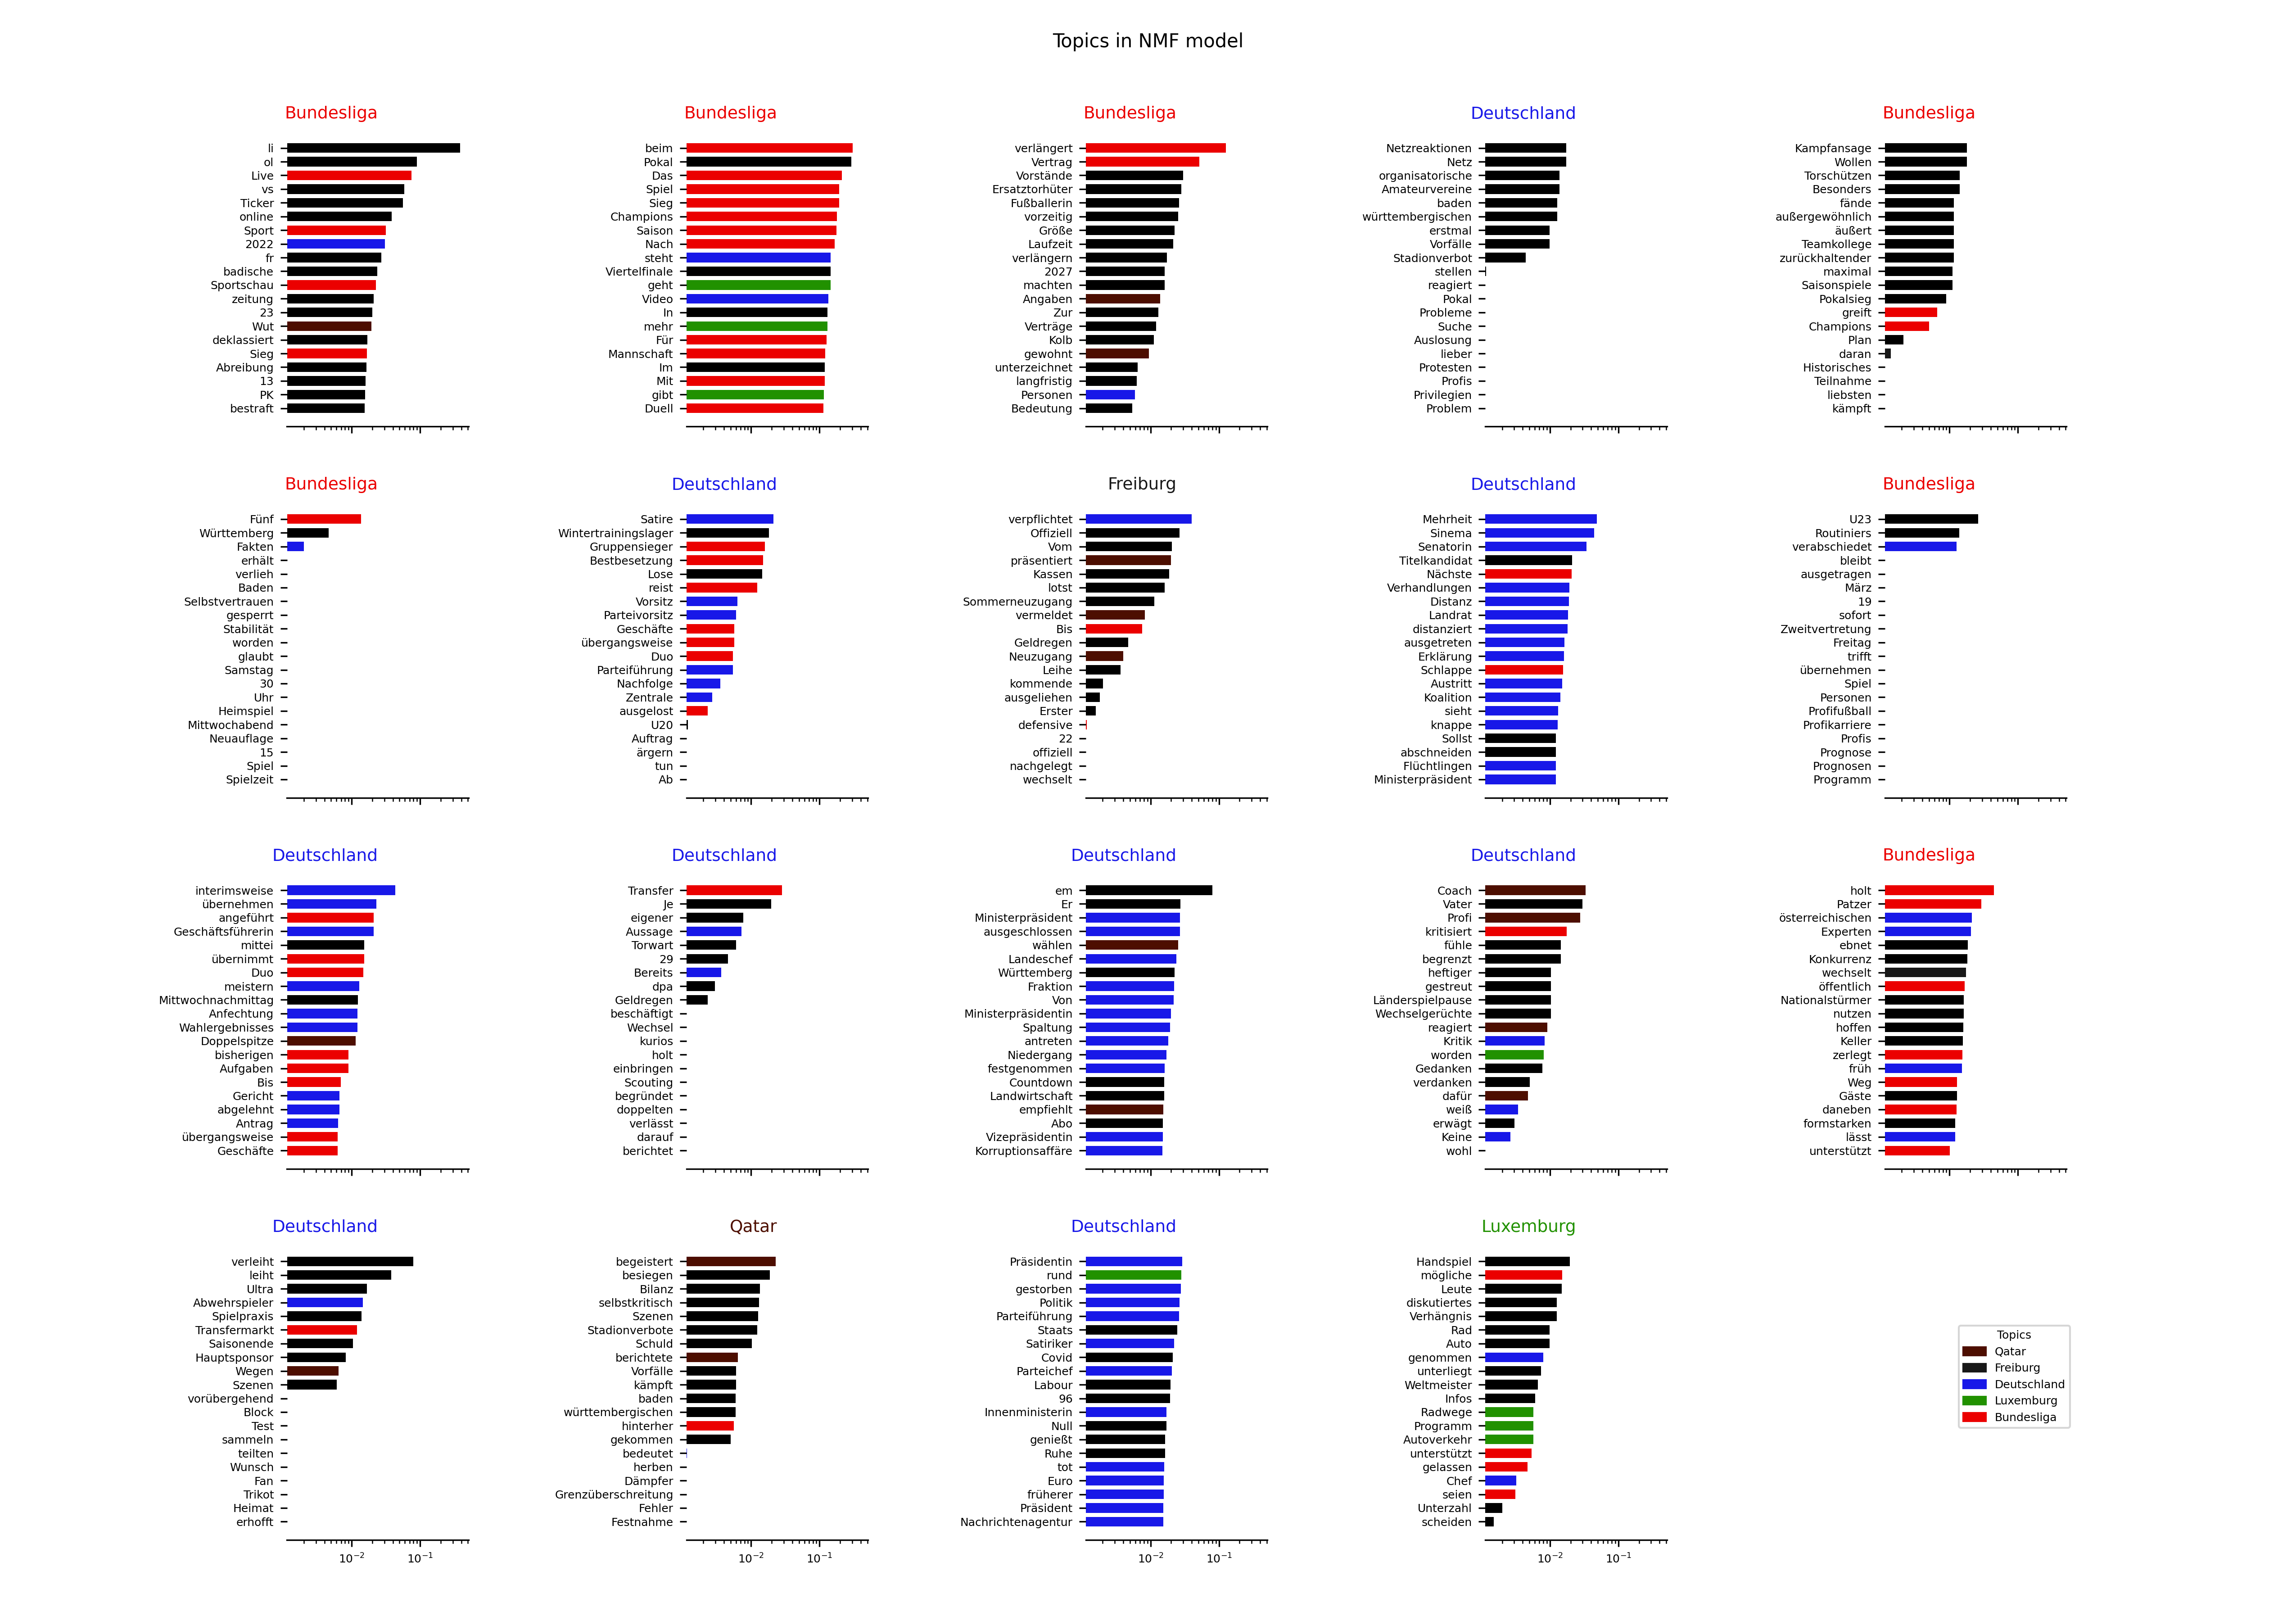 Topics in NMF model
Bundesliga
li
ol
Live
vs
Ticker
online
Sport
2022
fr
badische
Sportschau
zeitung
23
Wut
deklassiert
Sieg
Abreibung
13
PK
bestraft
Bundesliga
beim
Pokal
Das
Spiel
Sieg
Champions
Saison
Nach
steht
Viertelfinale
geht
Video
In
mehr
Für
Mannschaft
Im
Mit
gibt
Duell
Bundesliga
verlängert
Vertrag
Vorstände
Ersatztorhüter
Fußballerin
vorzeitig
Größe
Laufzeit
verlängern
2027
machten
Angaben
Zur
Verträge
Kolb
gewohnt
unterzeichnet
langfristig
Personen
Bedeutung
Deutschland
Netzreaktionen
Netz
organisatorische
Amateurvereine
baden
württembergischen
erstmal
Vorfälle
Stadionverbot
stellen
reagiert
Pokal
Probleme
Suche
Auslosung
lieber
Protesten
Profis
Privilegien
Problem
Bundesliga
Kampfansage
Wollen
Torschützen
Besonders
fände
außergewöhnlich
äußert
Teamkollege
zurückhaltender
maximal
Saisonspiele
Pokalsieg
greift
Champions
Plan
daran
Historisches
Teilnahme
liebsten
kämpft
Bundesliga
Fünf
Württemberg
Fakten
erhält
verlieh
Baden
Selbstvertrauen
gesperrt
Stabilität
worden
glaubt
Samstag
30
Uhr
Heimspiel
Mittwochabend
Neuauflage
15
Spiel
Spielzeit
Deutschland
Satire
Wintertrainingslager
Gruppensieger
Bestbesetzung
Lose
reist
Vorsitz
Parteivorsitz
Geschäfte
übergangsweise
Duo
Parteiführung
Nachfolge
Zentrale
ausgelost
U20
Auftrag
ärgern
tun
Ab
Freiburg
verpflichtet
Offiziell
Vom
präsentiert
Kassen
lotst
Sommerneuzugang
vermeldet
Bis
Geldregen
Neuzugang
Leihe
kommende
ausgeliehen
Erster
defensive
22
offiziell
nachgelegt
wechselt
Deutschland
Mehrheit
Sinema
Senatorin
Titelkandidat
Nächste
Verhandlungen
Distanz
Landrat
distanziert
ausgetreten
Erklärung
Schlappe
Austritt
Koalition
sieht
knappe
Sollst
abschneiden
Flüchtlingen
Ministerpräsident
Bundesliga
U23
Routiniers
verabschiedet
bleibt
ausgetragen
März
19
sofort
Zweitvertretung
Freitag
trifft
übernehmen
Spiel
Personen
Profifußball
Profikarriere
Profis
Prognose
Prognosen
Programm
Deutschland
interimsweise
übernehmen
angeführt
Geschäftsführerin
mittei
übernimmt
Duo
meistern
Mittwochnachmittag
Anfechtung
Wahlergebnisses
Doppelspitze
bisherigen
Aufgaben
Bis
Gericht
abgelehnt
Antrag
übergangsweise
Geschäfte
Deutschland
Transfer
Je
eigener
Aussage
Torwart
29
Bereits
dpa
Geldregen
beschäftigt
Wechsel
kurios
holt
einbringen
Scouting
begründet
doppelten
verlässt
darauf
berichtet
Deutschland
em
Er
Ministerpräsident
ausgeschlossen
wählen
Landeschef
Württemberg
Fraktion
Von
Ministerpräsidentin
Spaltung
antreten
Niedergang
festgenommen
Countdown
Landwirtschaft
empfiehlt
Abo
Vizepräsidentin
Korruptionsaffäre
Deutschland
Coach
Vater
Profi
kritisiert
fühle
begrenzt
heftiger
gestreut
Länderspielpause
Wechselgerüchte
reagiert
Kritik
worden
Gedanken
verdanken
dafür
weiß
erwägt
Keine
wohl
Bundesliga
holt
Patzer
österreichischen
Experten
ebnet
Konkurrenz
wechselt
öffentlich
Nationalstürmer
nutzen
hoffen
Keller
zerlegt
früh
Weg
Gäste
daneben
formstarken
lässt
unterstützt
Deutschland
verleiht
leiht
Ultra
Abwehrspieler
Spielpraxis
Transfermarkt
Saisonende
Hauptsponsor
Wegen
Szenen
vorübergehend
Block
Test
sammeln
teilten
Wunsch
Fan
Trikot
Heimat
erhofft
10⁻² 10⁻¹
Qatar
begeistert
besiegen
Bilanz
selbstkritisch
Szenen
Stadionverbote
Schuld
berichtete
Vorfälle
kämpft
baden
württembergischen
hinterher
gekommen
bedeutet
herben
Dämpfer
Grenzüberschreitung
Fehler
Festnahme
10⁻² 10⁻¹
Deutschland
Präsidentin
rund
gestorben
Politik
Parteiführung
Staats
Satiriker
Covid
Parteichef
Labour
96
Innenministerin
Null
genießt
Ruhe
tot
Euro
früherer
Präsident
Nachrichtenagentur
10⁻² 10⁻¹
Luxemburg
Handspiel
mögliche
Leute
diskutiertes
Verhängnis
Rad
Auto
genommen
unterliegt
Weltmeister
Infos
Radwege
Programm
Autoverkehr
unterstützt
gelassen
Chef
seien
Unterzahl
scheiden
10⁻² 10⁻¹
Topics
Qatar
Freiburg
Deutschland
Luxemburg
Bundesliga